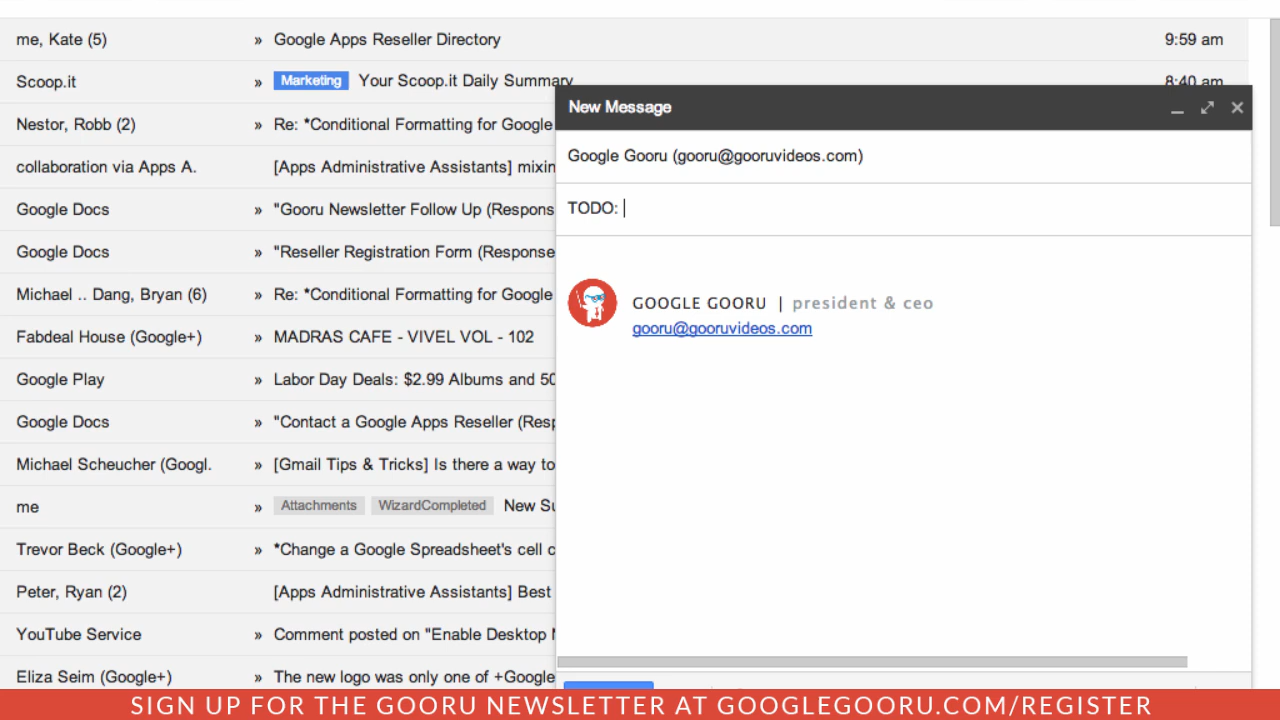 me, Kate (5) » Google Apps Reseller Directory 9:59 am
Scoop.it » Marketing Your Scoop.it Daily Summary 8:40 am
Nestor, Robb (2) » Re: *Conditional Formatting for Google
collaboration via Apps A. [Apps Administrative Assistants] mixin
Google Docs » "Gooru Newsletter Follow Up (Respons
Google Docs » "Reseller Registration Form (Response
Michael .. Dang, Bryan (6) » Re: *Conditional Formatting for Google
Fabdeal House (Google+) » MADRAS CAFE - VIVEL VOL - 102
Google Play » Labor Day Deals: $2.99 Albums and 50
Google Docs » "Contact a Google Apps Reseller (Resp
Michael Scheucher (Googl. » [Gmail Tips & Tricks] Is there a way to
me » Attachments WizardCompleted New Su
Trevor Beck (Google+) » *Change a Google Spreadsheet's cell c
Peter, Ryan (2) [Apps Administrative Assistants] Best
YouTube Service » Comment posted on "Enable Desktop N
Eliza Seim (Google+) » The new logo was only one of +Google
New Message
Google Gooru (gooru@gooruvideos.com)
TODO:
GOOGLE GOORU | president & ceo
gooru@gooruvideos.com
SIGN UP FOR THE GOORU NEWSLETTER AT GOOGLEGOORU.COM/REGISTER